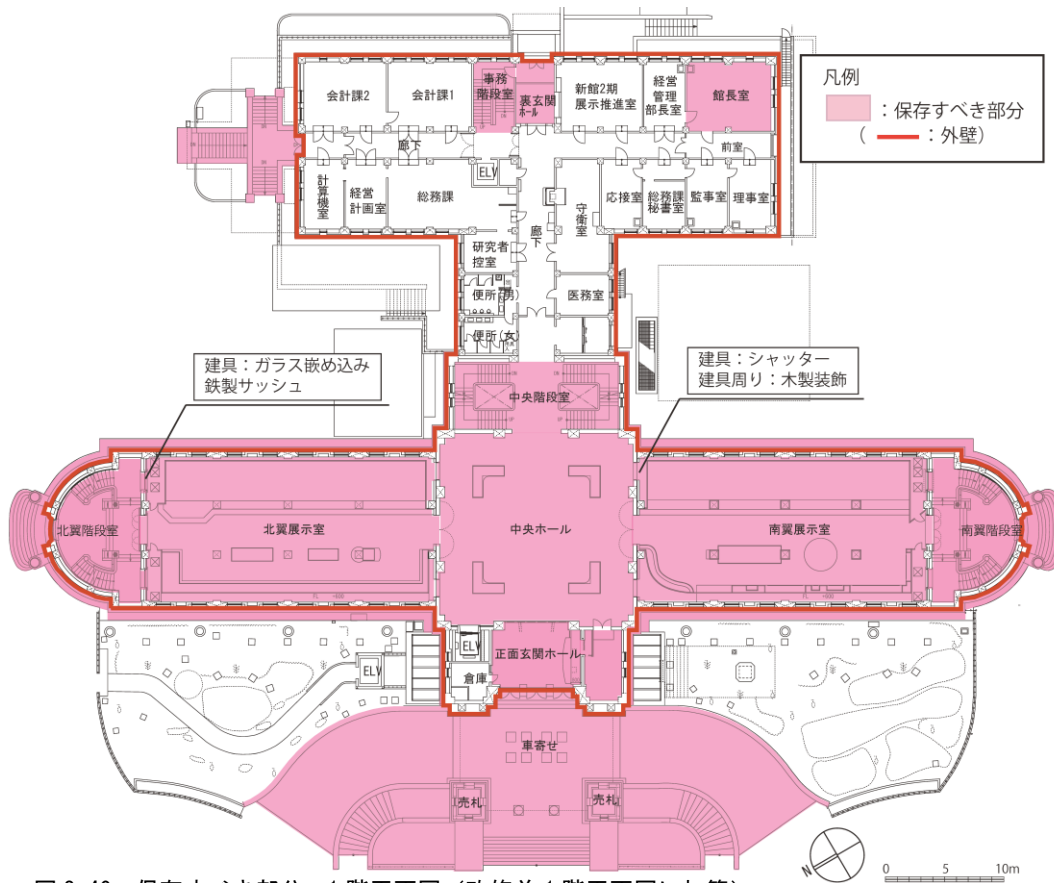 凡例
：保存すべき部分
（ ：外壁）
会計課2
会計課1
事務
階段室
裏玄関
ホール
新館2期
展示推進室
経営
管理
部長室
館長室
廊下
前室
ELV
計算機室
経営
計画室
総務課
守衛室
応接室
総務課
秘書室
監事室
理事室
廊下
研究者
控室
便所(男)
医務室
便所(女)
建具：ガラス嵌め込み
鉄製サッシュ
建具：シャッター
建具周り：木製装飾
中央階段室
北翼階段室
北翼展示室
中央ホール
南翼展示室
南翼階段室
ELV
正面玄関ホール
倉庫
ELV
車寄せ
売札
売札
N
0 5 10m